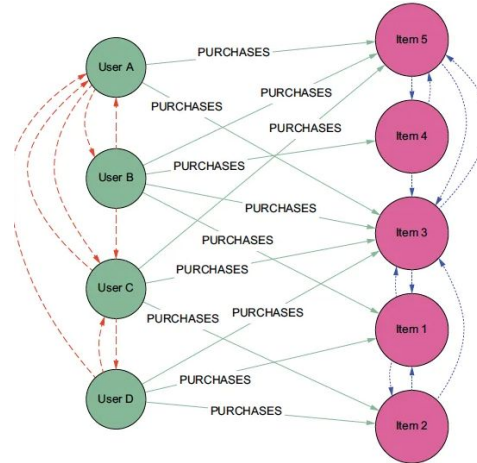 Item 5
User A
PURCHASES
PURCHASES
PURCHASES
Item 4
PURCHASES
User B
PURCHASES
Item 3
PURCHASES
PURCHASES
User C
PURCHASES
PURCHASES
Item 1
PURCHASES
User D
PURCHASES
Item 2